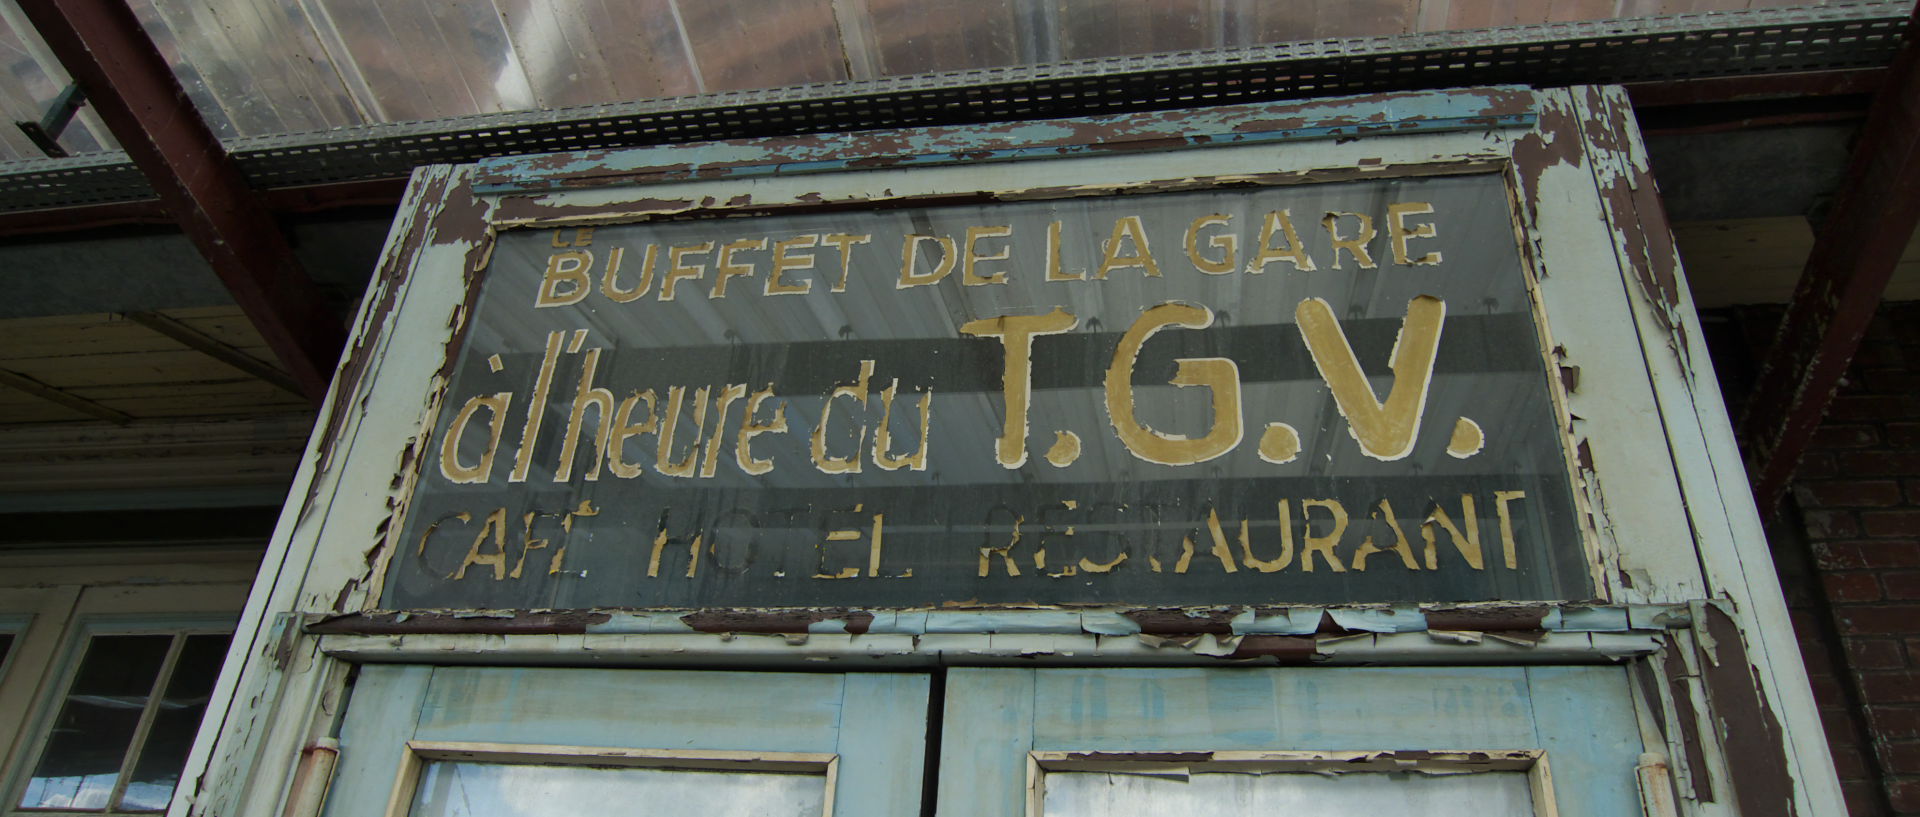 LE
BUFFET DE LA GARE
à l'heure du T.G.V.
CAFÉ HOTEL RESTAURANT